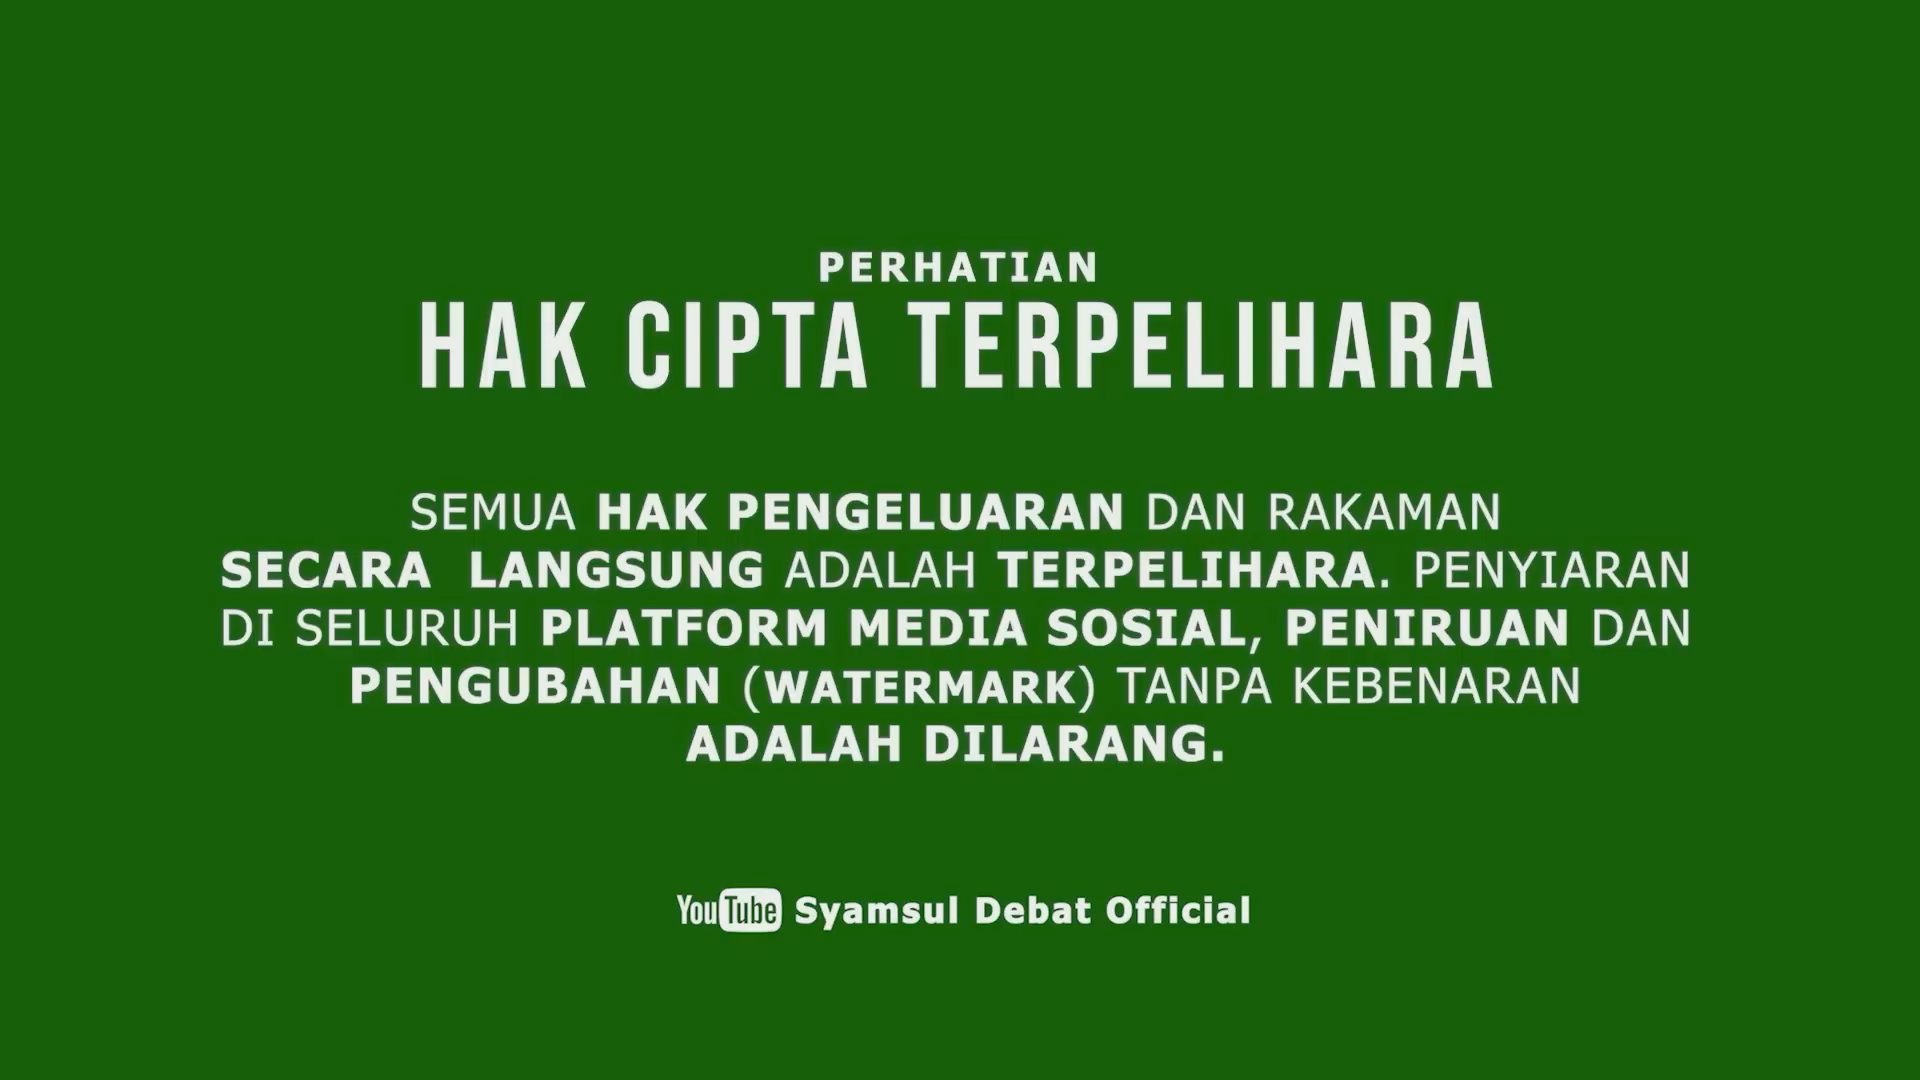 PERHATIAN
HAK CIPTA TERPELIHARA
SEMUA HAK PENGELUARAN DAN RAKAMAN
SECARA LANGSUNG ADALAH TERPELIHARA. PENYIARAN
DI SELURUH PLATFORM MEDIA SOSIAL, PENIRUAN DAN
PENGUBAHAN (WATERMARK) TANPA KEBENARAN
ADALAH DILARANG.
YouTube Syamsul Debat Official